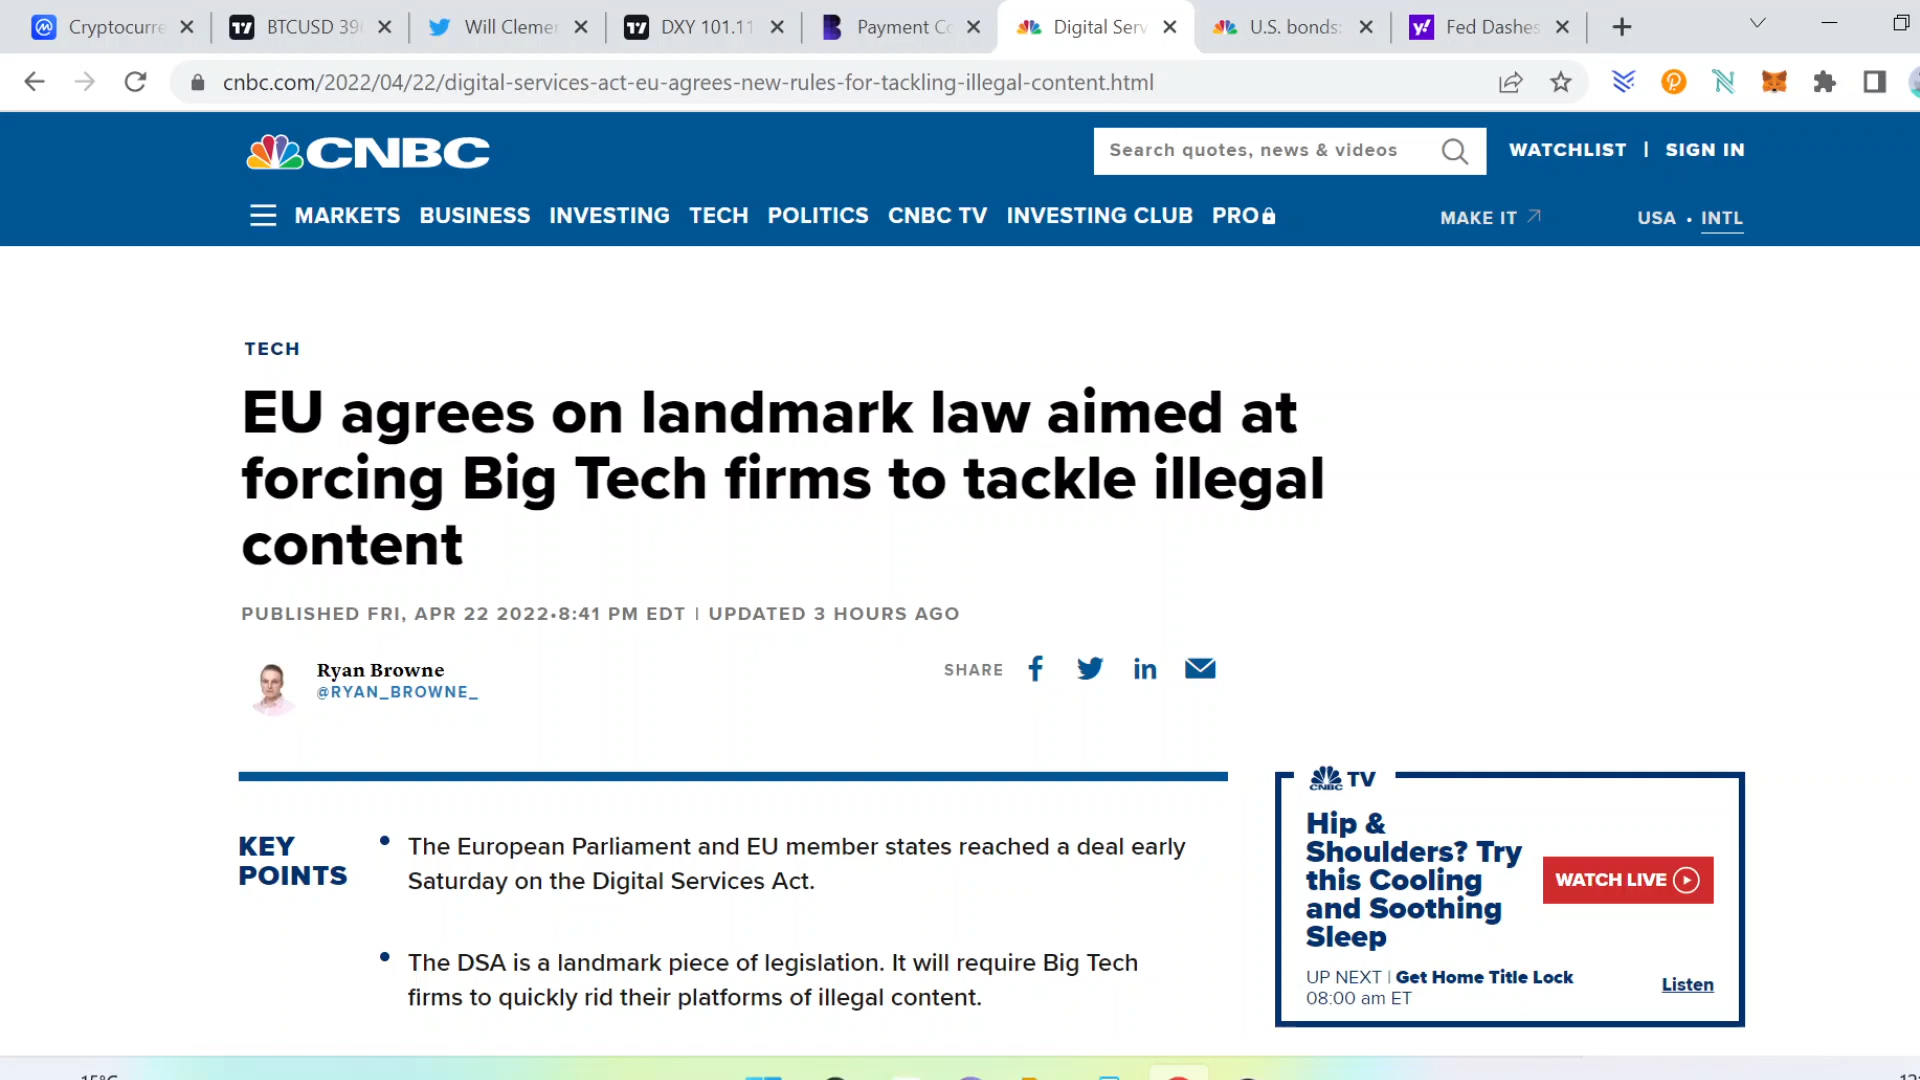 Cryptocurre
BTCUSD 39
Will Clemen
DXY 101.11
Payment Co
Digital Serv
U.S. bonds:
Fed Dashes
cnbc.com/2022/04/22/digital-services-act-eu-agrees-new-rules-for-tackling-illegal-content.html
CNBC
Search quotes, news & videos
WATCHLIST | SIGN IN
MARKETS BUSINESS INVESTING TECH POLITICS CNBC TV INVESTING CLUB PRO
MAKE IT
USA • INTL
TECH
EU agrees on landmark law aimed at
forcing Big Tech firms to tackle illegal
content
PUBLISHED FRI, APR 22 2022•8:41 PM EDT | UPDATED 3 HOURS AGO
Ryan Browne
@RYAN_BROWNE_
SHARE
KEY
POINTS
• The European Parliament and EU member states reached a deal early
Saturday on the Digital Services Act.
• The DSA is a landmark piece of legislation. It will require Big Tech
firms to quickly rid their platforms of illegal content.
CNBC TV
Hip &
Shoulders? Try
this Cooling
and Soothing
Sleep
WATCH LIVE
UP NEXT | Get Home Title Lock
08:00 am ET
Listen
15°C